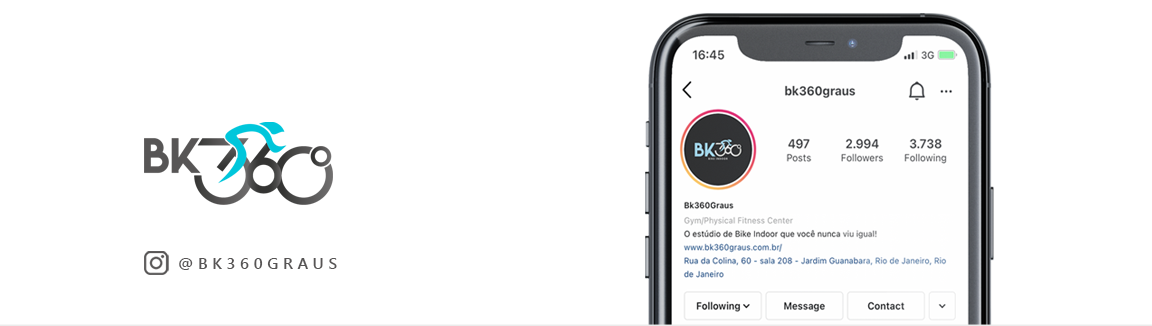 BK360°
@BK360GRAUS
16:45
3G
bk360graus
BK360
497 2.994 3.738
Posts Followers Following
Bk360Graus
Gym/Physical Fitness Center
O estúdio de Bike Indoor que você nunca viu igual!
www.bk360graus.com.br/
Rua da Colina, 60 - sala 208 - Jardim Guanabara, Rio de Janeiro, Rio
de Janeiro
Following Message Contact